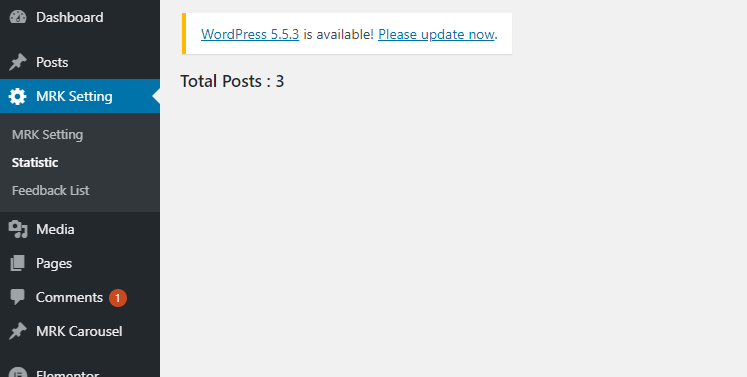 Dashboard
Posts
MRK Setting
MRK Setting
Statistic
Feedback List
Media
Pages
Comments 1
MRK Carousel
Elementor
WordPress 5.5.3 is available! Please update now.
Total Posts : 3